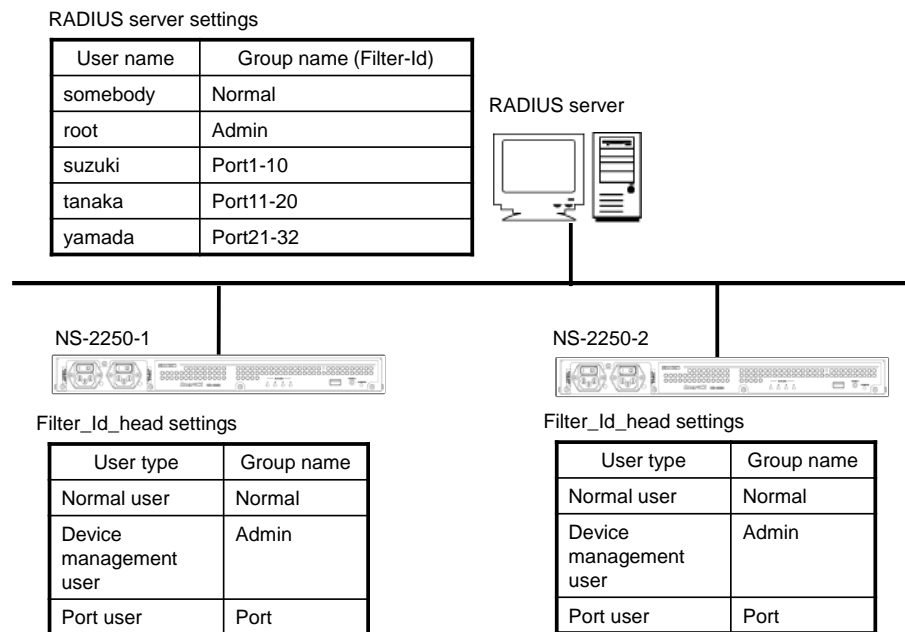 RADIUS server settings
User name Group name (Filter-Id)
somebody Normal
root Admin
suzuki Port1-10
tanaka Port11-20
yamada Port21-32
RADIUS server
NS-2250-1
NS-2250-2
Filter_Id_head settings
User type Group name
Normal user Normal
Device Admin
management
user
Port user Port
Filter_Id_head settings
User type Group name
Normal user Normal
Device Admin
management
user
Port user Port